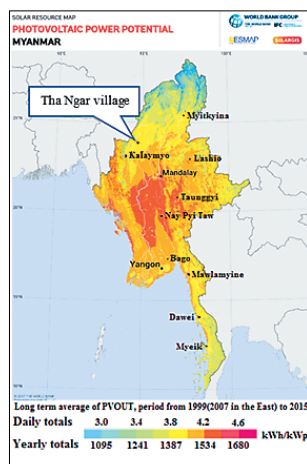 SOLAR RESOURCE MAP
PHOTOVOLTAIC POWER POTENTIAL
MYANMAR
WORLD BANK GROUP
IFC
ESMAP
SOLARGIS
Tha Ngar village
Myitkyina
Kalaymyo
Lashio
Mandalay
Taunggyi
Nay Pyi Taw
Bago
Yangon
Mawlamyine
Dawei
Myeik
Long term average of PVOUT, period from 1999(2007 in the East) to 2015
Daily totals 3.0 3.4 3.8 4.2 4.6
kWh/kWp
Yearly totals 1095 1241 1387 1534 1680